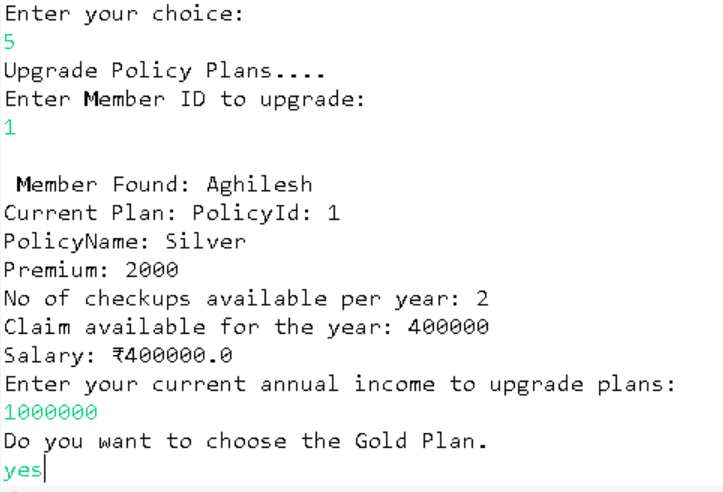 Enter your choice:
5
Upgrade Policy Plans....
Enter Member ID to upgrade:
1
Member Found: Aghilesh
Current Plan: PolicyId: 1
PolicyName: Silver
Premium: 2000
No of checkups available per year: 2
Claim available for the year: 400000
Salary: ₹400000.0
Enter your current annual income to upgrade plans:
1000000
Do you want to choose the Gold Plan.
yes